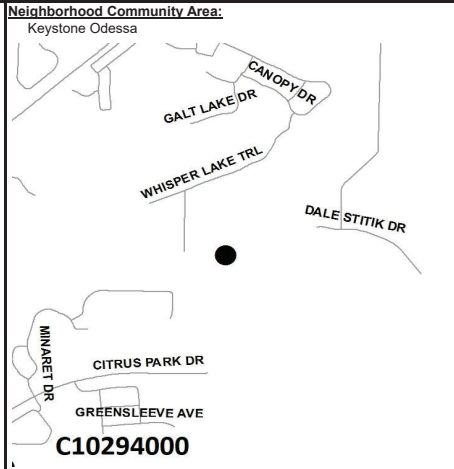 Neighborhood Community Area:
Keystone Odessa
CANOPY DR
GALT LAKE DR
WHISPER LAKE TRL
DALE STITIK DR
MINARET DR
CITRUS PARK DR
GREENSLEEVE AVE
C10294000